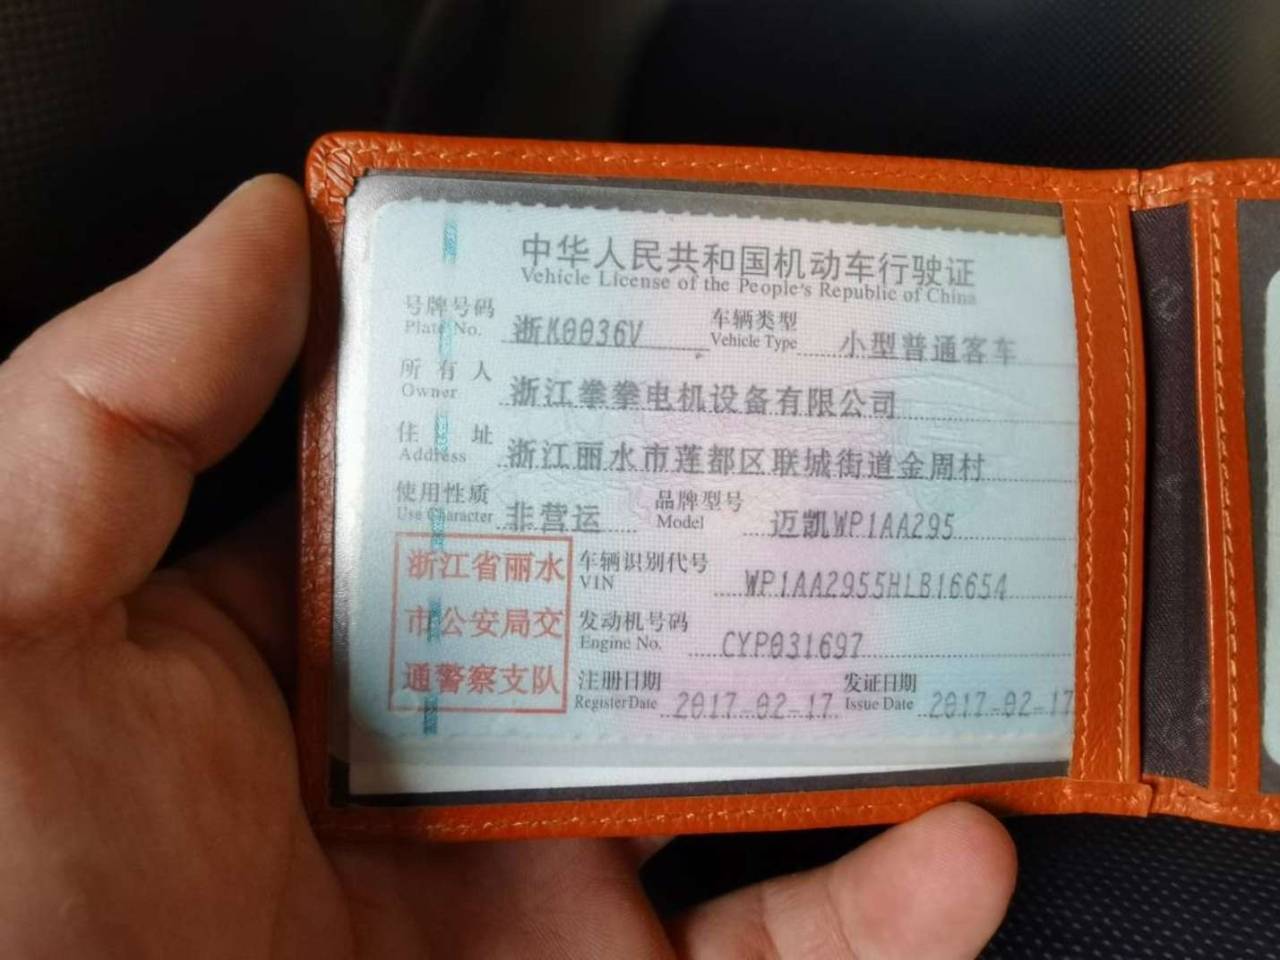 中华人民共和国机动车行驶证
Vehicle License of the People's Republic of China
号牌号码 浙K0036V 车辆类型 小型普通客车
Plate No. Vehicle Type
所有人 浙江拳拳电机设备有限公司
Owner
住址 浙江丽水市莲都区联城街道金周村
Address
使用性质 非营运 品牌型号 迈凯WP1AA295
Use Character Model
浙江省丽水
市公安局交
通警察支队
车辆识别代号 WP1AA2955HLB16654
VIN
发动机号码 CYP031697
Engine No.
注册日期 2017-02-17 发证日期 2017-02-17
Register Date Issue Date